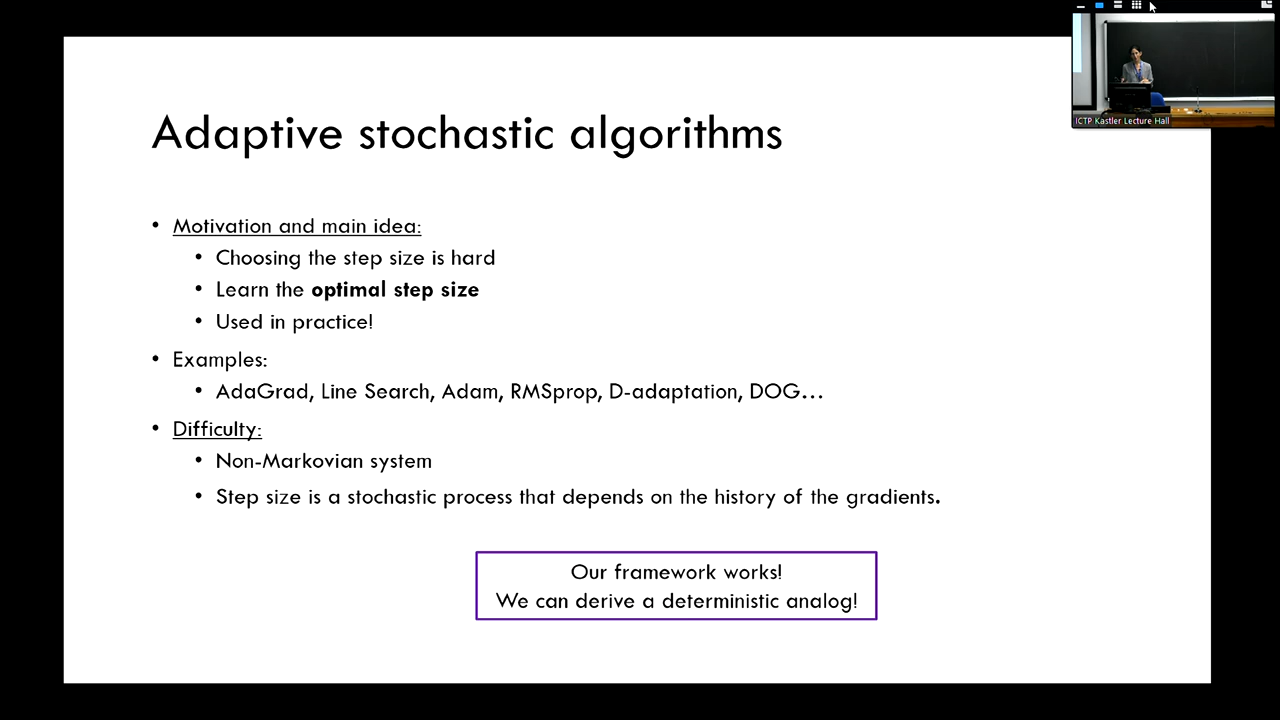 ICTP Kastler Lecture Hall
Adaptive stochastic algorithms
• Motivation and main idea:
• Choosing the step size is hard
• Learn the optimal step size
• Used in practice!
• Examples:
• AdaGrad, Line Search, Adam, RMSprop, D-adaptation, DOG...
• Difficulty:
• Non-Markovian system
• Step size is a stochastic process that depends on the history of the gradients.
Our framework works!
We can derive a deterministic analog!